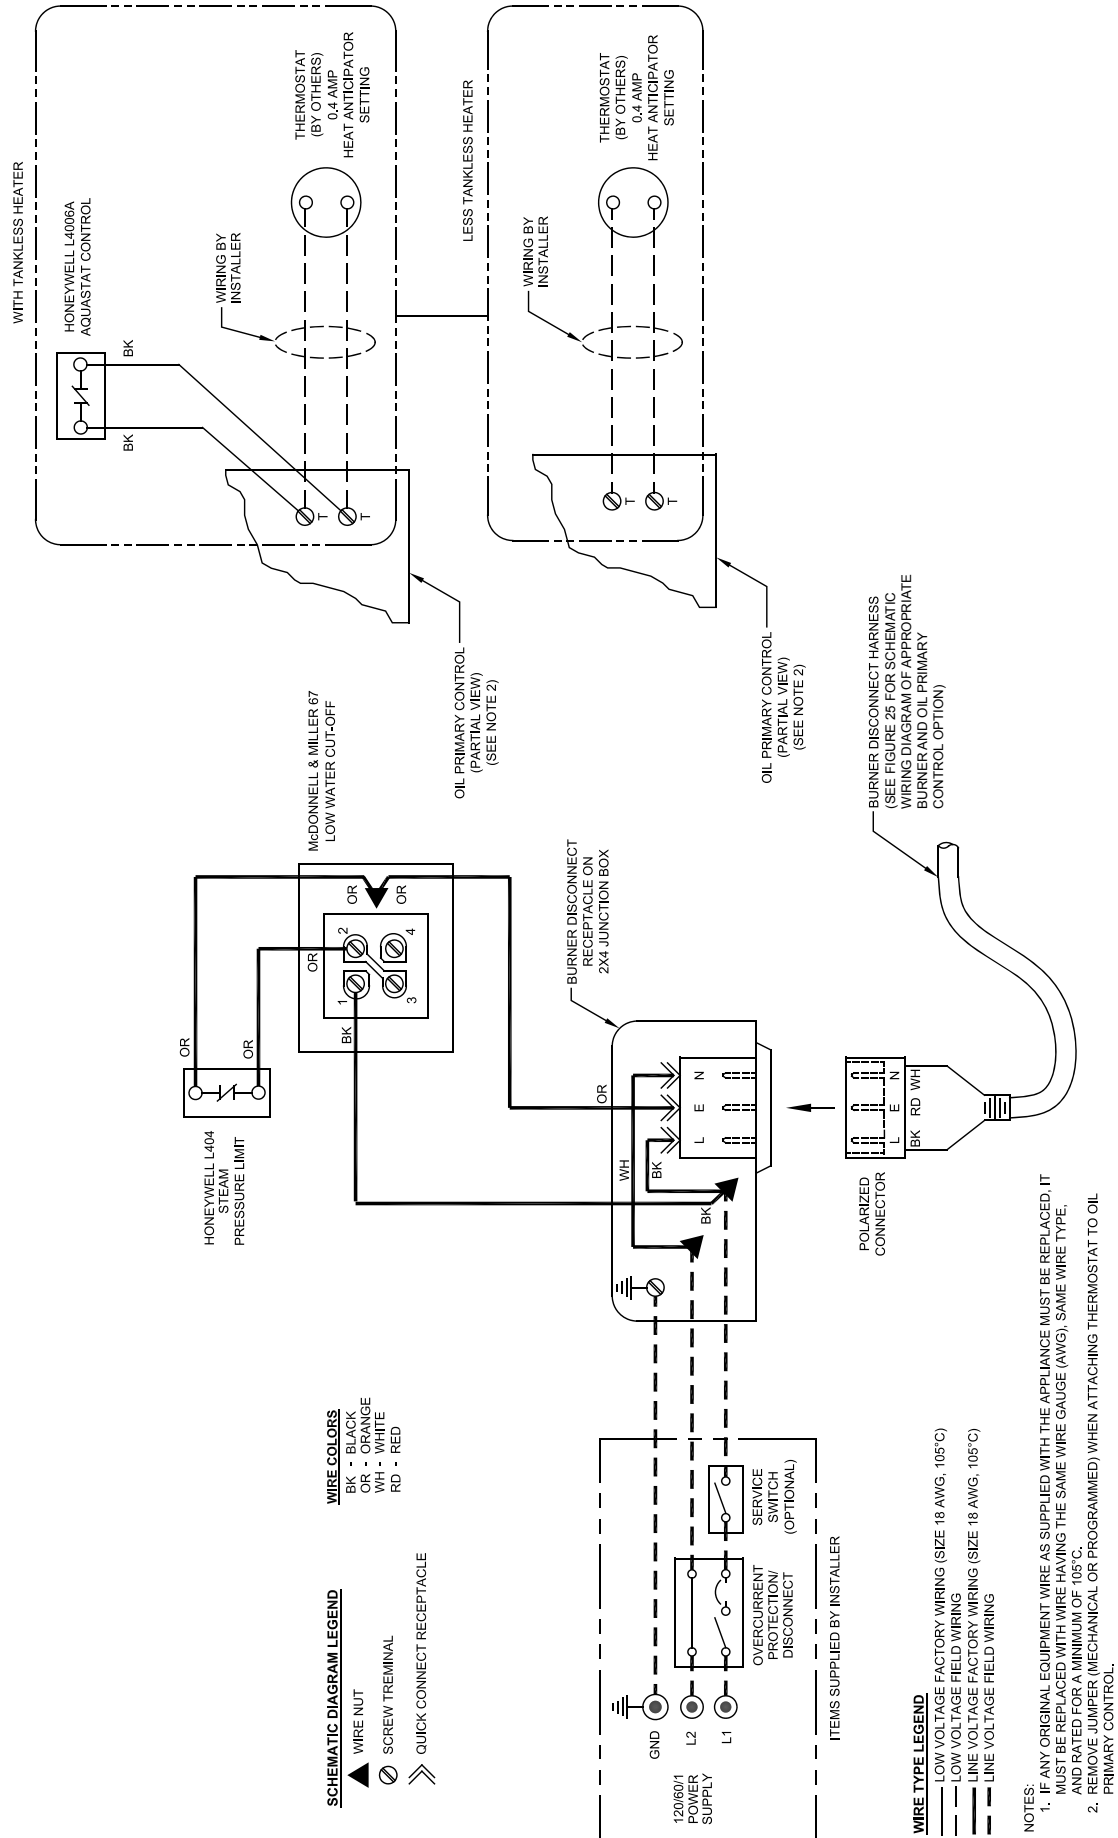 SCHEMATIC DIAGRAM LEGEND
WIRE NUT
SCREW TREMINAL
QUICK CONNECT RECEPTACLE
WIRE COLORS
BK - BLACK
OR - ORANGE
WH - WHITE
RD - RED
120/60/1
POWER
SUPPLY
GND
L2
L1
OVERCURRENT
PROTECTION/
DISCONNECT
SERVICE
SWITCH
(OPTIONAL)
ITEMS SUPPLIED BY INSTALLER
HONEYWELL L404
STEAM
PRESSURE LIMIT
OR
OR
McDONNELL & MILLER 67
LOW WATER CUT-OFF
BK
OR
OR
OR
1
2
3
4
BURNER DISCONNECT
RECEPTACLE ON
2X4 JUNCTION BOX
OR
WH
BK
BK
L
E
N
POLARIZED
CONNECTOR
L
E
N
BK
RD
WH
BURNER DISCONNECT HARNESS
(SEE FIGURE 25 FOR SCHEMATIC
WIRING DIAGRAM OF APPROPRIATE
BURNER AND OIL PRIMARY
CONTROL OPTION)
WITH TANKLESS HEATER
HONEYWELL L4006A
AQUASTAT CONTROL
BK
BK
WIRING BY
INSTALLER
THERMOSTAT
(BY OTHERS)
0.4 AMP
HEAT ANTICIPATOR
SETTING
T
T
OIL PRIMARY CONTROL
(PARTIAL VIEW)
(SEE NOTE 2)
LESS TANKLESS HEATER
WIRING BY
INSTALLER
THERMOSTAT
(BY OTHERS)
0.4 AMP
HEAT ANTICIPATOR
SETTING
T
T
OIL PRIMARY CONTROL
(PARTIAL VIEW)
(SEE NOTE 2)
WIRE TYPE LEGEND
LOW VOLTAGE FACTORY WIRING (SIZE 18 AWG, 105°C)
LOW VOLTAGE FIELD WIRING
LINE VOLTAGE FACTORY WIRING (SIZE 18 AWG, 105°C)
LINE VOLTAGE FIELD WIRING
NOTES:
1. IF ANY ORIGINAL EQUIPMENT WIRE AS SUPPLIED WITH THE APPLIANCE MUST BE REPLACED, IT
MUST BE REPLACED WITH WIRE HAVING THE SAME WIRE GAUGE (AWG), SAME WIRE TYPE,
AND RATED FOR A MINIMUM OF 105°C.
2. REMOVE JUMPER (MECHANICAL OR PROGRAMMED) WHEN ATTACHING THERMOSTAT TO OIL
PRIMARY CONTROL.